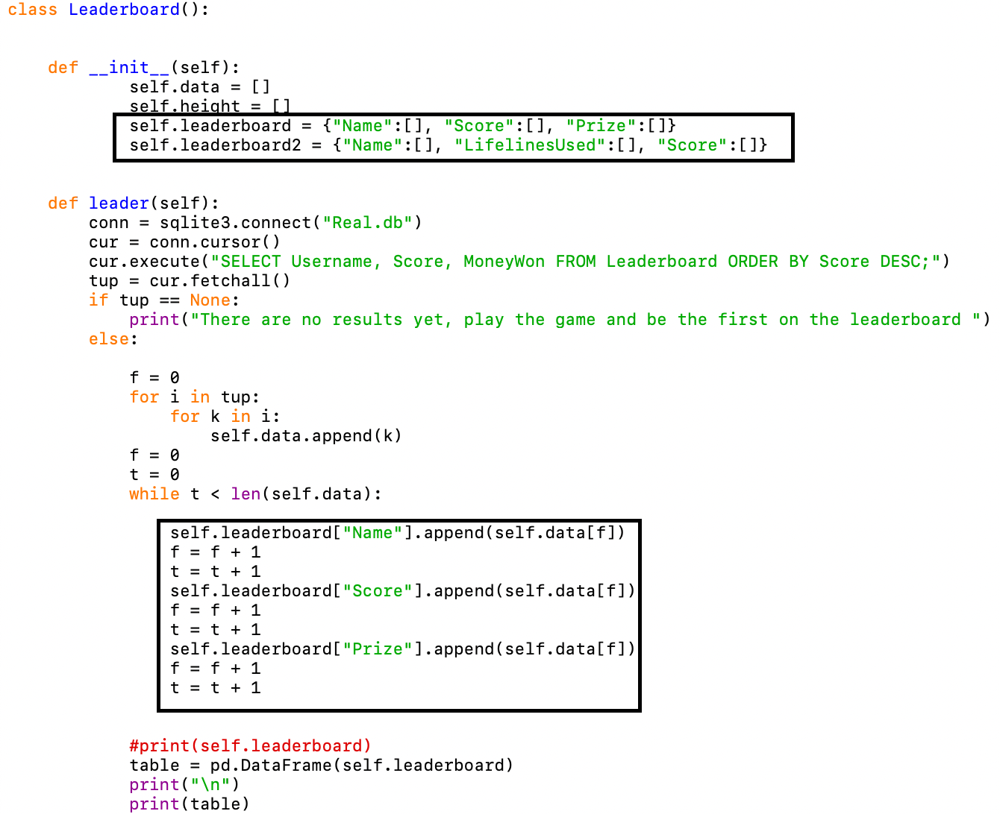 class Leaderboard():
    def __init__(self):
            self.data = []
            self.height = []
            self.leaderboard = {"Name":[], "Score":[], "Prize":[]}
            self.leaderboard2 = {"Name":[], "LifelinesUsed":[], "Score":[]}
    def leader(self):
        conn = sqlite3.connect("Real.db")
        cur = conn.cursor()
        cur.execute("SELECT Username, Score, MoneyWon FROM Leaderboard ORDER BY Score DESC;")
        tup = cur.fetchall()
        if tup == None:
            print("There are no results yet, play the game and be the first on the leaderboard ")
        else:
            f = 0
            for i in tup:
                for k in i:
                    self.data.append(k)
            f = 0
            t = 0
            while t < len(self.data):
                self.leaderboard["Name"].append(self.data[f])
                f = f + 1
                t = t + 1
                self.leaderboard["Score"].append(self.data[f])
                f = f + 1
                t = t + 1
                self.leaderboard["Prize"].append(self.data[f])
                f = f + 1
                t = t + 1
            #print(self.leaderboard)
            table = pd.DataFrame(self.leaderboard)
            print("\n")
            print(table)